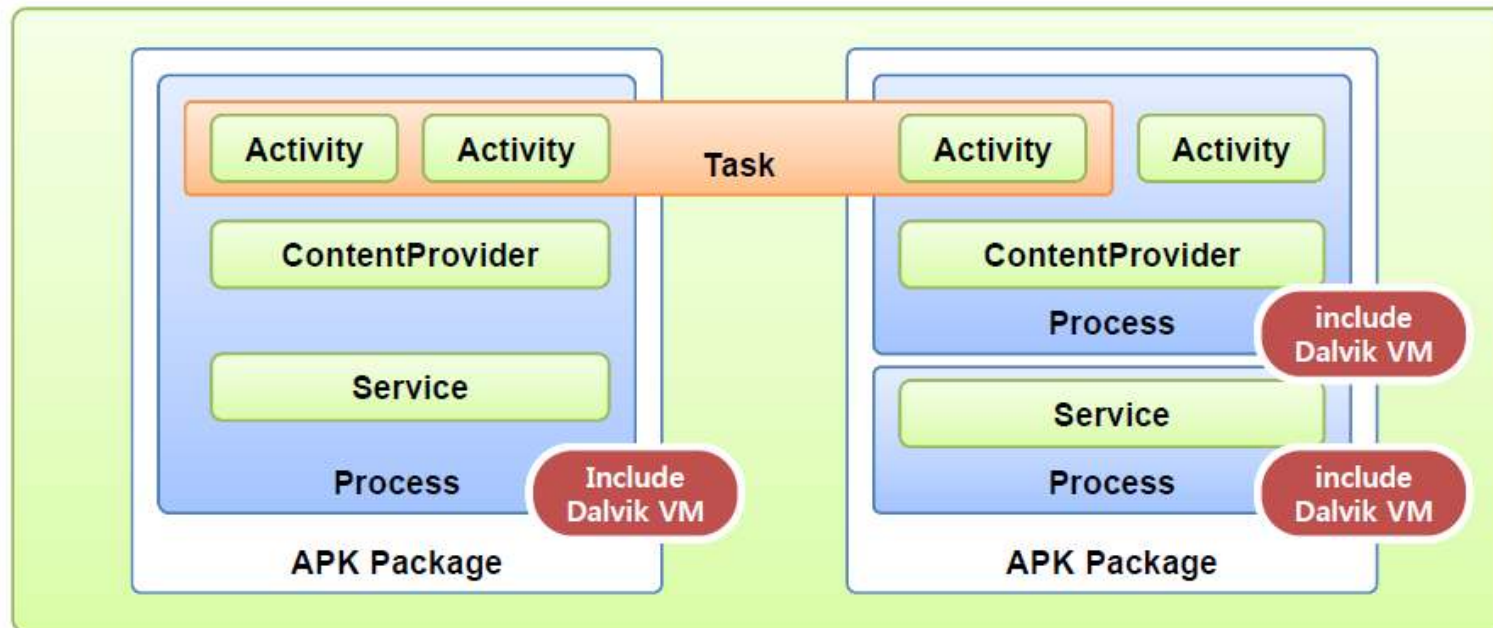 Activity
Activity
Task
Activity
Activity
ContentProvider
ContentProvider
Process
include
Dalvik VM
Service
Service
Process
Include
Dalvik VM
Process
include
Dalvik VM
APK Package
APK Package